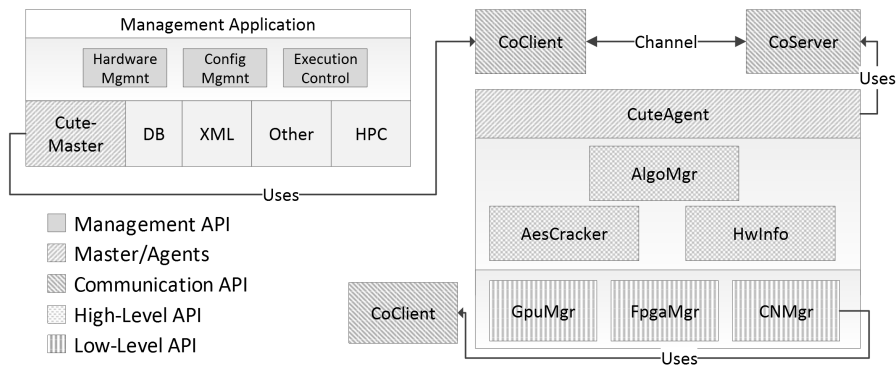 Management Application
Hardware
Mgmnt
Config
Mgmnt
Execution
Control
Cute-
Master
DB
XML
Other
HPC
Uses
CoClient
Channel
CoServer
Uses
CuteAgent
AlgoMgr
AesCracker
HwInfo
GpuMgr
FpgaMgr
CNMgr
Uses
CoClient
Management API
Master/Agents
Communication API
High-Level API
Low-Level API